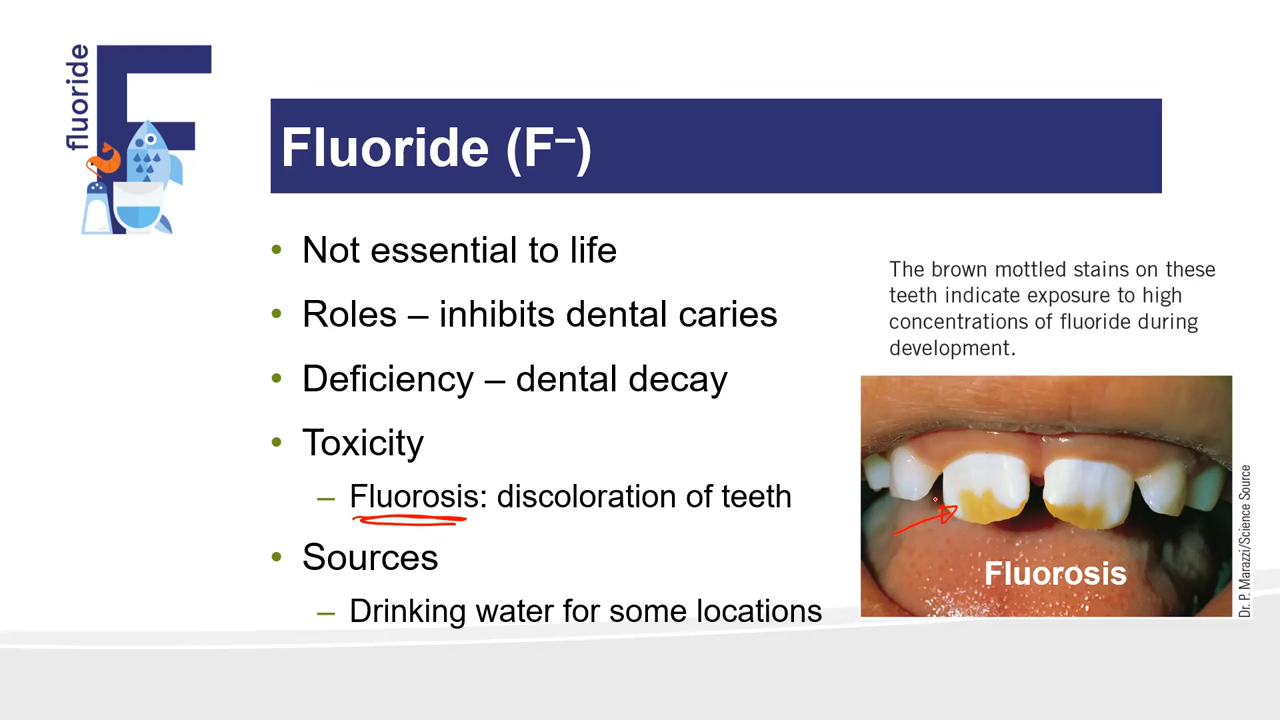 fluoride
Fluoride (F⁻)
• Not essential to life
• Roles – inhibits dental caries
• Deficiency – dental decay
• Toxicity
– Fluorosis: discoloration of teeth
• Sources
– Drinking water for some locations
The brown mottled stains on these
teeth indicate exposure to high
concentrations of fluoride during
development.
Fluorosis
Dr. P. Marazzi/Science Source